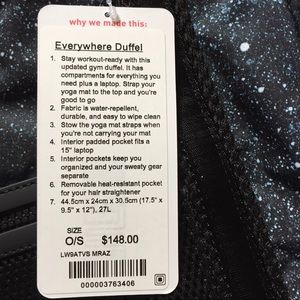 why we made this:
Everywhere Duffel
1. Stay workout-ready with this
updated gym duffel. It has
compartments for everything you
need plus a laptop. Strap your
yoga mat to the top and you're
good to go
2. Fabric is water-repellent,
durable, and easy to wipe clean
3. Stow the yoga mat straps when
you're not carrying your mat
4. Interior padded pocket fits a
15" laptop
5. Interior pockets keep you
organized and your sweaty gear
separate
6. Removable heat-resistant pocket
for your hair straightener
7. 44.5cm x 24cm x 30.5cm (17.5" x
9.5" x 12"), 27L
SIZE
O/S $148.00
LW9ATVS MRAZ
000003763406